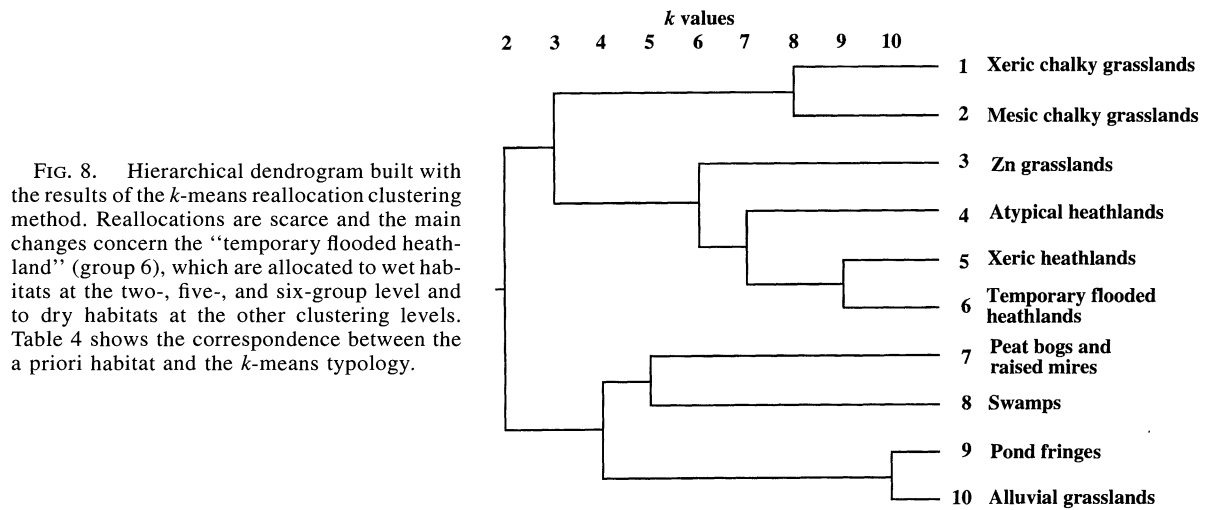 k values
2 3 4 5 6 7 8 9 10
1 Xeric chalky grasslands
2 Mesic chalky grasslands
3 Zn grasslands
4 Atypical heathlands
5 Xeric heathlands
6 Temporary flooded
heathlands
7 Peat bogs and
raised mires
8 Swamps
9 Pond fringes
10 Alluvial grasslands
FIG. 8. Hierarchical dendrogram built with
the results of the k-means reallocation clustering
method. Reallocations are scarce and the main
changes concern the “temporary flooded heath-
land” (group 6), which are allocated to wet hab-
itats at the two-, five-, and six-group level and
to dry habitats at the other clustering levels.
Table 4 shows the correspondence between the
a priori habitat and the k-means typology.